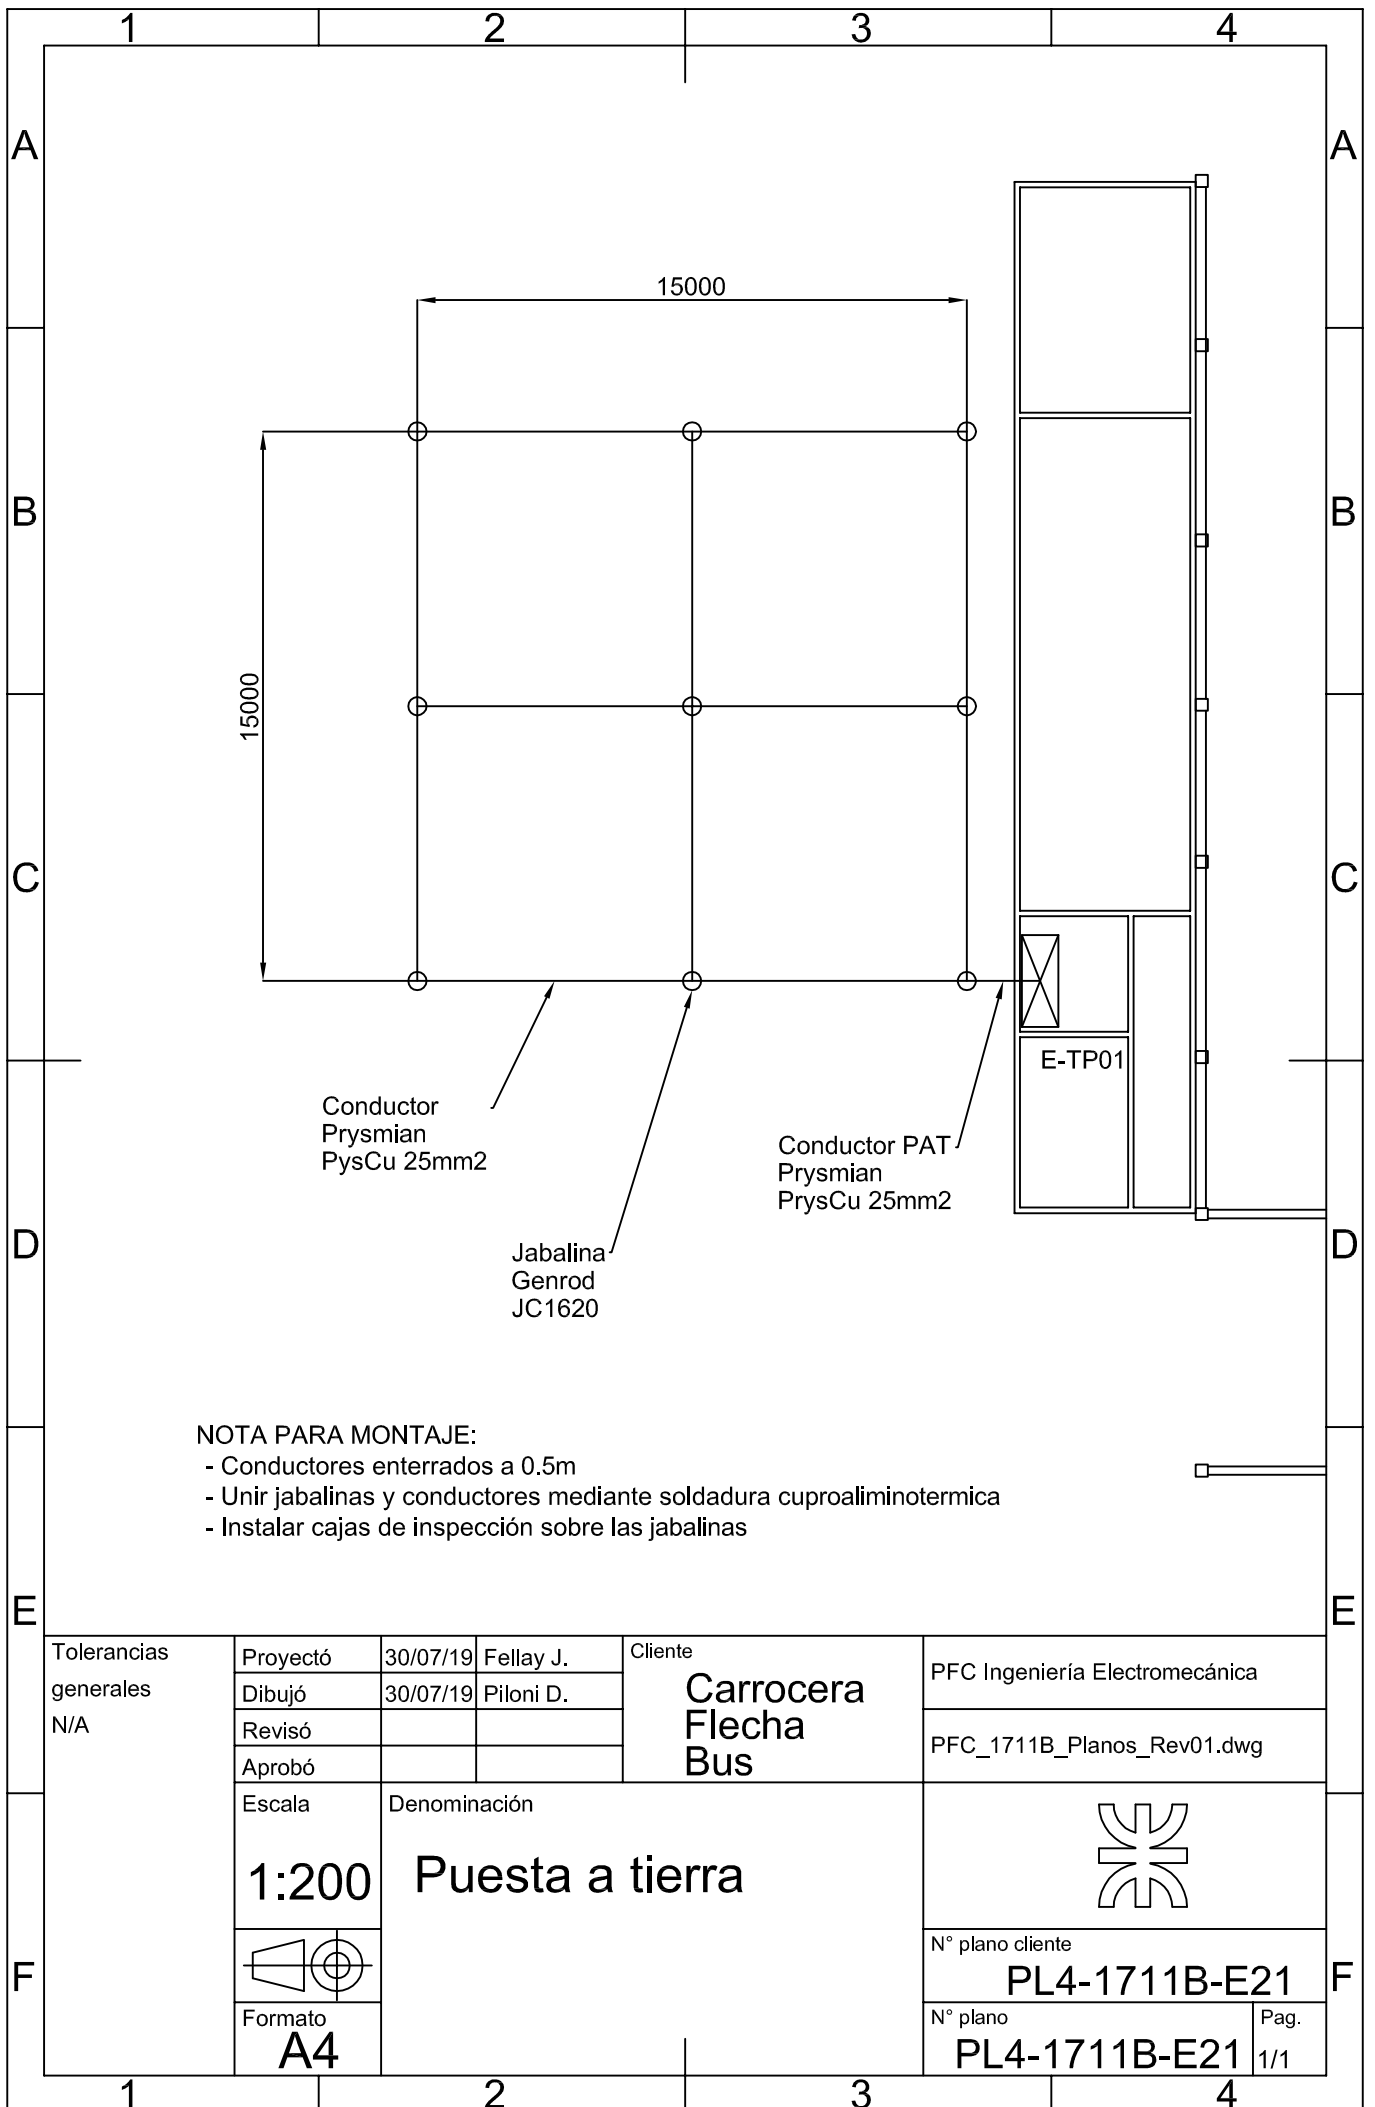 1 2 3 4
A A
15000
B B
15000
C C
E-TP01
Conductor
Prysmian
PysCu 25mm2
Conductor PAT
Prysmian
PrysCu 25mm2
D D
Jabalina
Genrod
JC1620
NOTA PARA MONTAJE:
- Conductores enterrados a 0.5m
- Unir jabalinas y conductores mediante soldadura cuproaliminotermica
- Instalar cajas de inspección sobre las jabalinas
E E
Tolerancias
generales
N/A
Proyectó 30/07/19 Fellay J.
Dibujó 30/07/19 Piloni D.
Revisó
Aprobó
Cliente
Carrocera
Flecha
Bus
PFC Ingeniería Electromecánica
PFC_1711B_Planos_Rev01.dwg
Escala
1:200
Denominación
Puesta a tierra
Formato
A4
N° plano cliente
PL4-1711B-E21
N° plano
PL4-1711B-E21
Pag.
1/1
F F
1 2 3 4